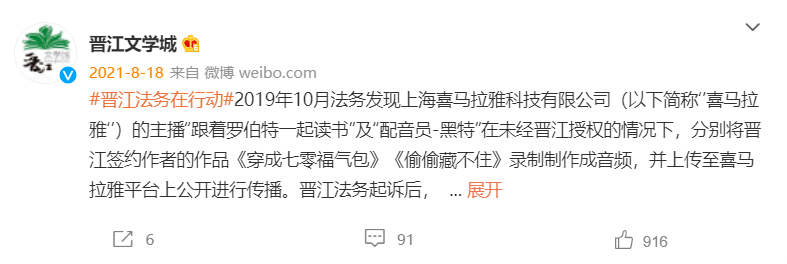 晋江文学城
2021-8-18 来自 微博 weibo.com
#晋江法务在行动#2019年10月法务发现上海喜马拉雅科技有限公司（以下简称“喜马拉
雅”）的主播“跟着罗伯特一起读书”及“配音员-黑特”在未经晋江授权的情况下，分别将晋
江签约作者的作品《穿成七零福气包》《偷偷藏不住》录制制作成音频，并上传至喜马
拉雅平台上公开进行传播。晋江法务起诉后， ... 展开
6 91 916